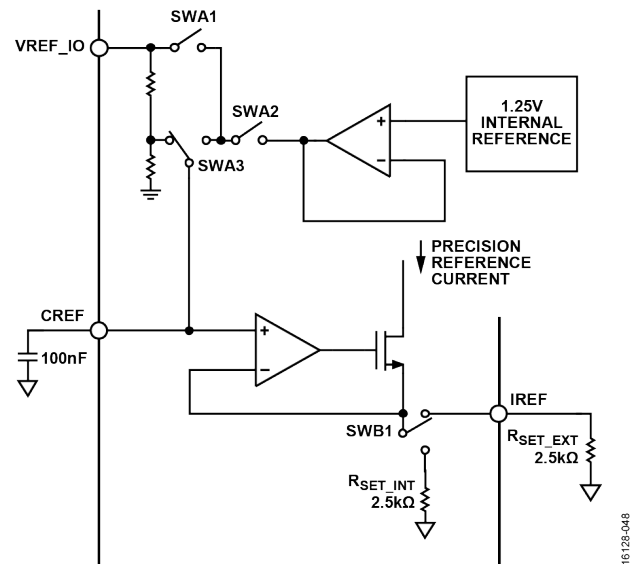 SWA1
VREF_IO
SWA2
1.25V
INTERNAL
REFERENCE
+
−
SWA3
PRECISION
REFERENCE
CURRENT
CREF
+
−
100nF
IREF
SWB1
RSET_EXT
2.5kΩ
RSET_INT
2.5kΩ
16128-048